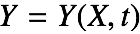 Y = Y(X, t)